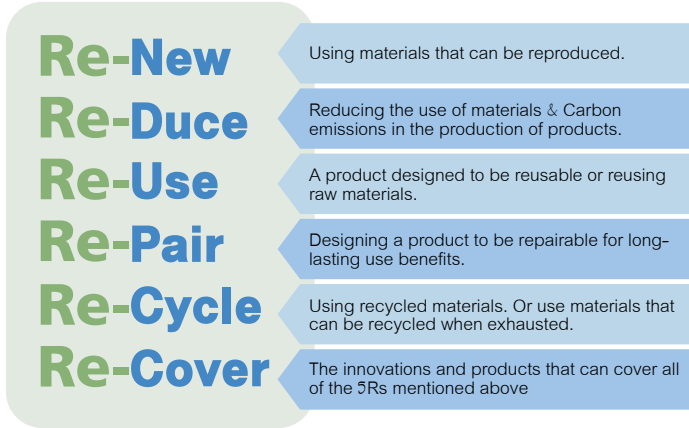 Re-New
Using materials that can be reproduced.
Re-Duce
Reducing the use of materials & Carbon
emissions in the production of products.
Re-Use
A product designed to be reusable or reusing
raw materials.
Re-Pair
Designing a product to be repairable for long-
lasting use benefits.
Re-Cycle
Using recycled materials. Or use materials that
can be recycled when exhausted.
Re-Cover
The innovations and products that can cover all
of the 5Rs mentioned above